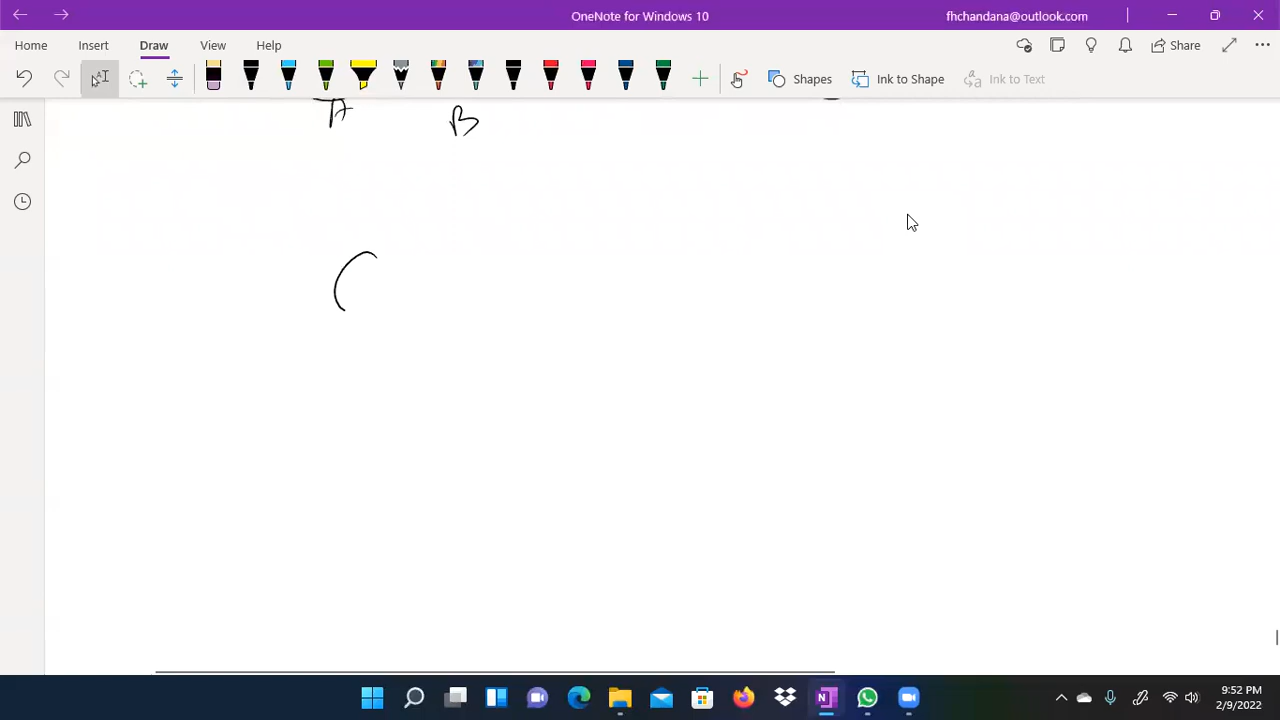 OneNote for Windows 10
fhchandana@outlook.com
Home Insert Draw View Help
Share
Shapes Ink to Shape Ink to Text
A B
9:52 PM
2/9/2022